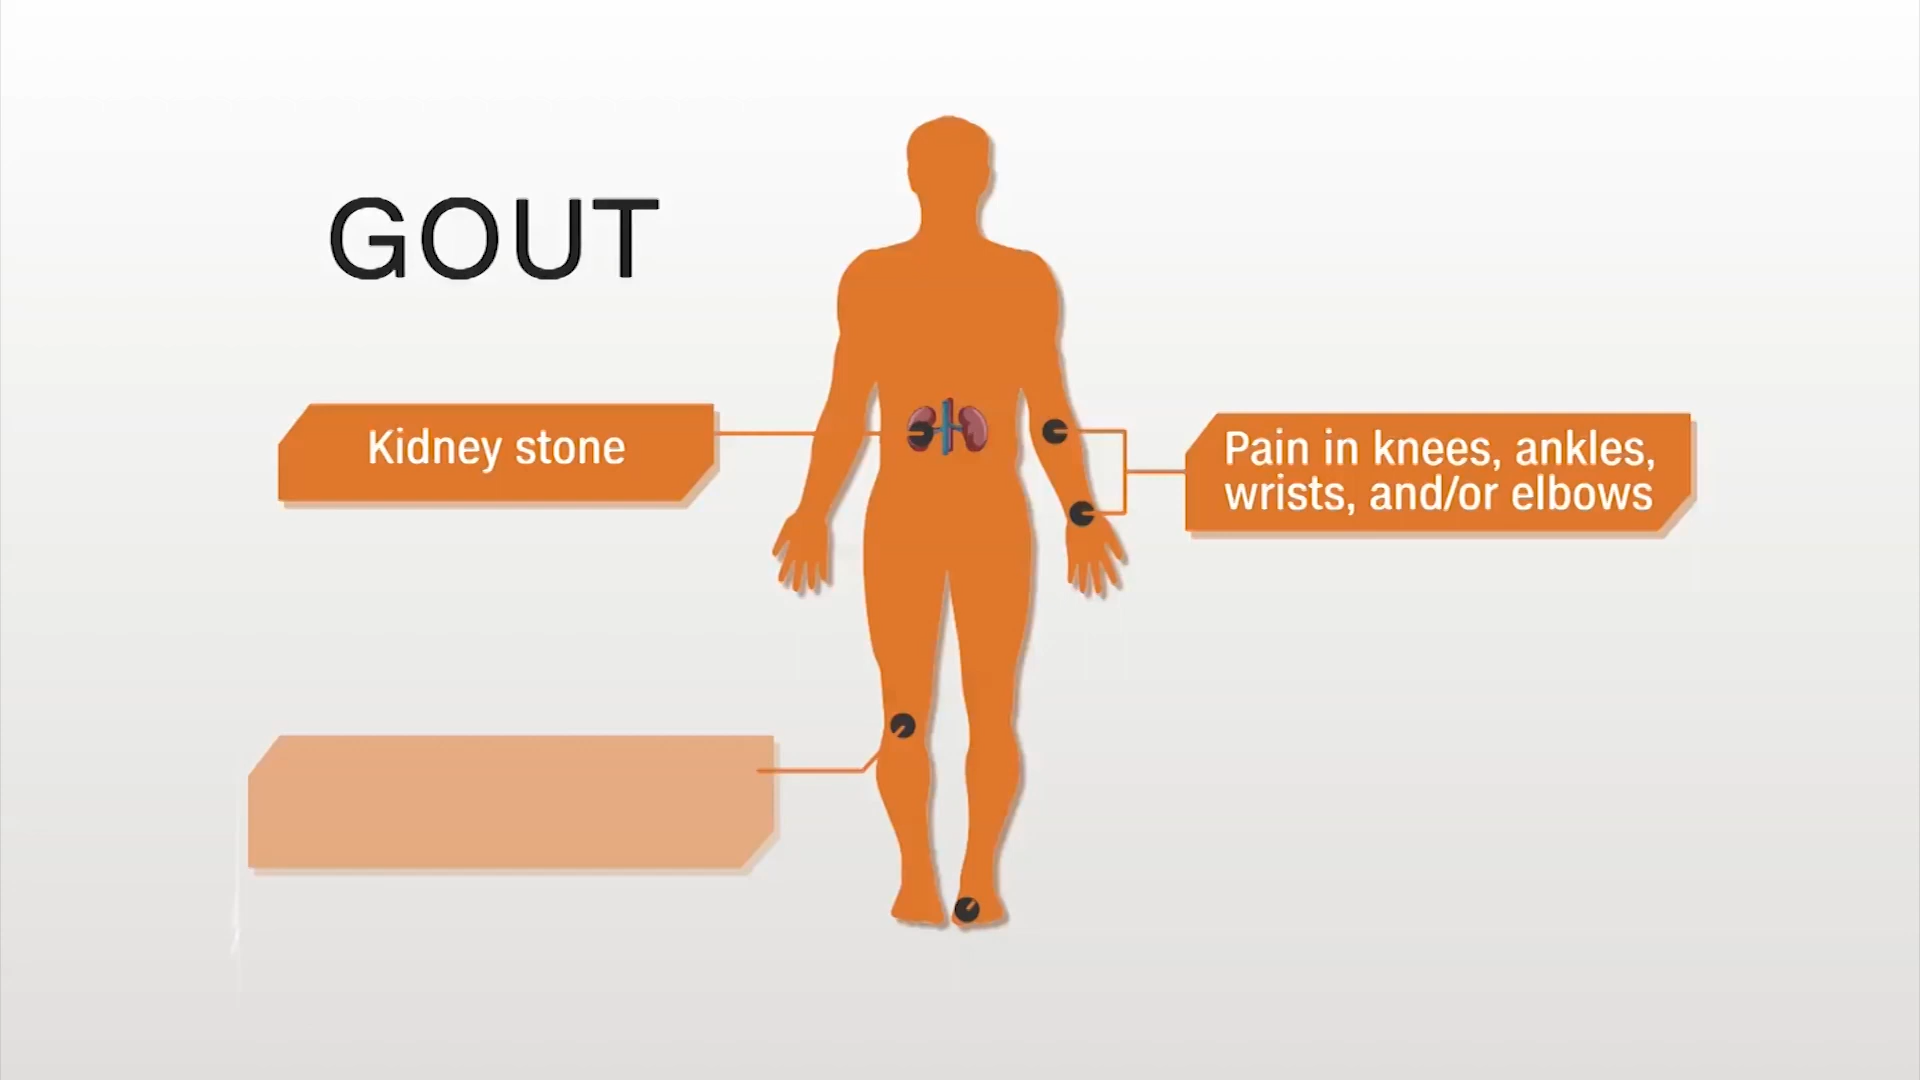 GOUT
Kidney stone
Pain in knees, ankles,
wrists, and/or elbows